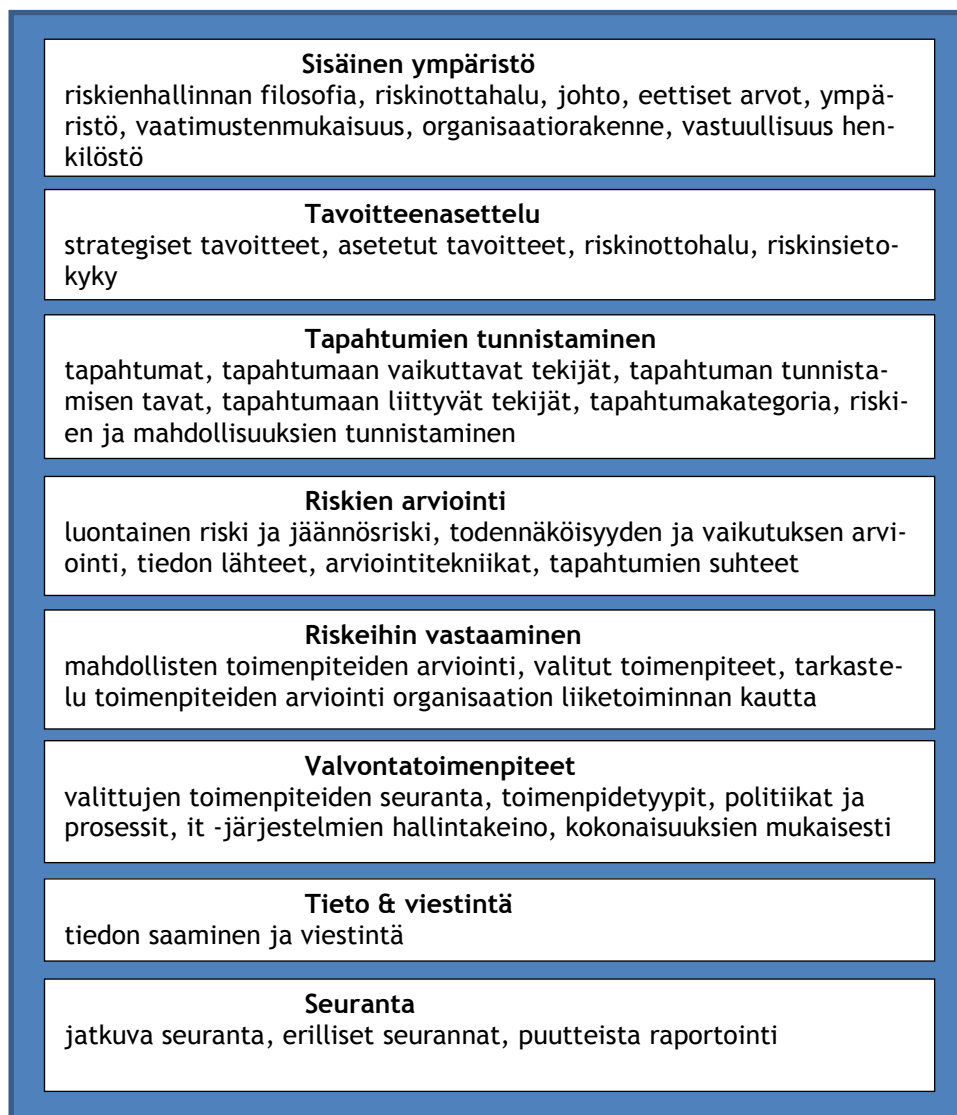 Sisäinen ympäristö
riskienhallinnan filosofia, riskinottahalu, johto, eettiset arvot, ympä-
ristö, vaatimustenmukaisuus, organisaatiorakenne, vastuullisuus hen-
kilöstö
Tavoitteenasettelu
strategiset tavoitteet, asetetut tavoitteet, riskinottohalu, riskinsieto-
kyky
Tapahtumien tunnistaminen
tapahtumat, tapahtumaan vaikuttavat tekijät, tapahtuman tunnista-
misen tavat, tapahtumaan liittyvät tekijät, tapahtumakategoria, riski-
en ja mahdollisuuksien tunnistaminen
Riskien arviointi
luontainen riski ja jäännösriski, todennäköisyyden ja vaikutuksen arvi-
ointi, tiedon lähteet, arviointitekniikat, tapahtumien suhteet
Riskeihin vastaaminen
mahdollisten toimenpiteiden arviointi, valitut toimenpiteet, tarkaste-
lu toimenpiteiden arviointi organisaation liiketoiminnan kautta
Valvontatoimenpiteet
valittujen toimenpiteiden seuranta, toimenpidetyypit, politiikat ja
prosessit, it -järjestelmien hallintakeino, kokonaisuuksien mukaisesti
Tieto & viestintä
tiedon saaminen ja viestintä
Seuranta
jatkuva seuranta, erilliset seurannat, puutteista raportointi